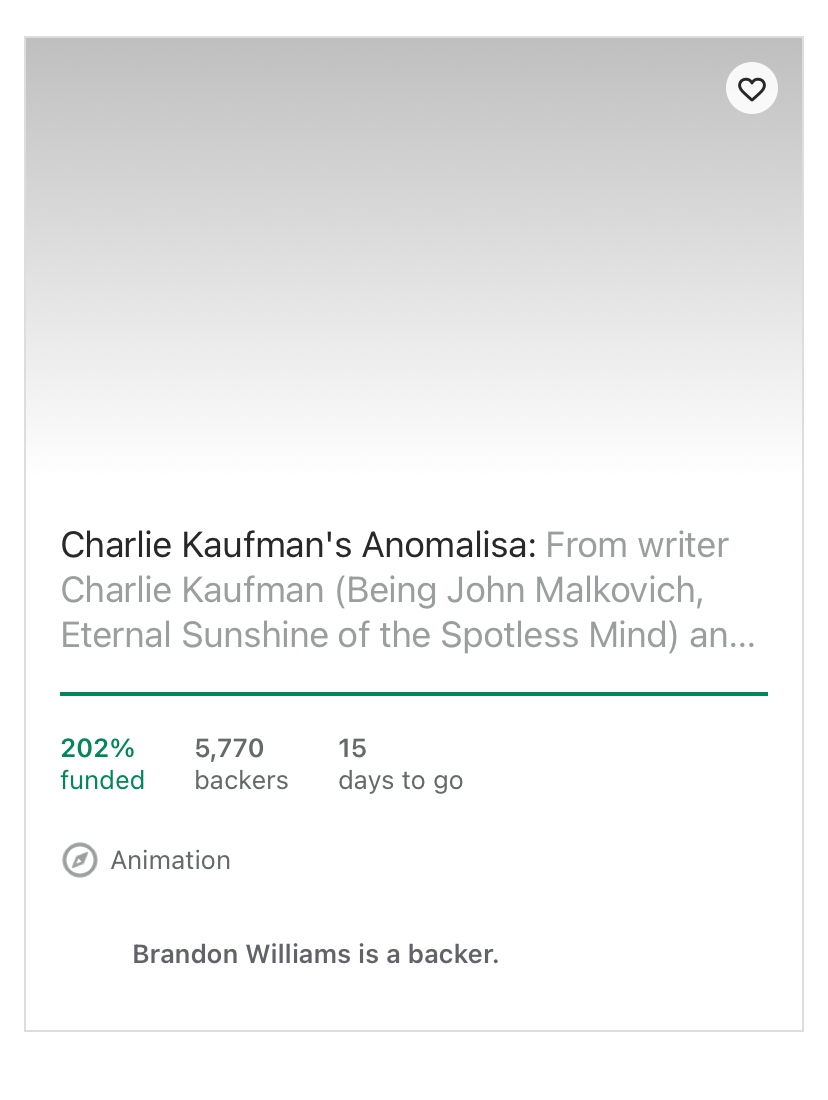 Charlie Kaufman's Anomalisa: From writer
Charlie Kaufman (Being John Malkovich,
Eternal Sunshine of the Spotless Mind) an...
202% 5,770 15
funded backers days to go
Animation
Brandon Williams is a backer.